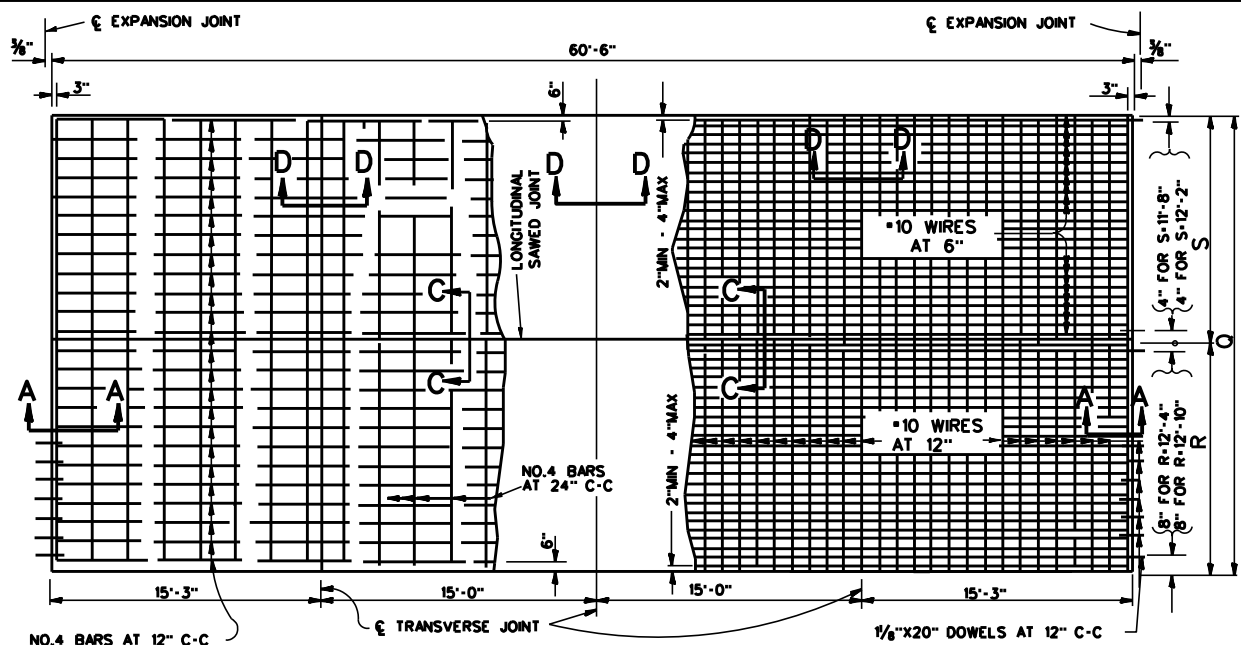 ℄ EXPANSION JOINT
℄ EXPANSION JOINT
3/8"
60'-6"
3/8"
3"
6"
3"
D D
D D
D D
LONGITUDINAL
SAWED JOINT
2"MIN - 4"MAX
"10 WIRES
AT 6"
4" FOR S=11'-8"
4" FOR S=12'-2"
S
Q
C
C
C
C
A A
A A
2"MIN - 4"MAX
"10 WIRES
AT 12"
8" FOR R=12'-4"
8" FOR R=12'-10"
R
NO.4 BARS
AT 24" C-C
6"
15'-3"
15'-0"
15'-0"
15'-3"
NO.4 BARS AT 12" C-C
℄ TRANSVERSE JOINT
1 1/8"X20" DOWELS AT 12" C-C